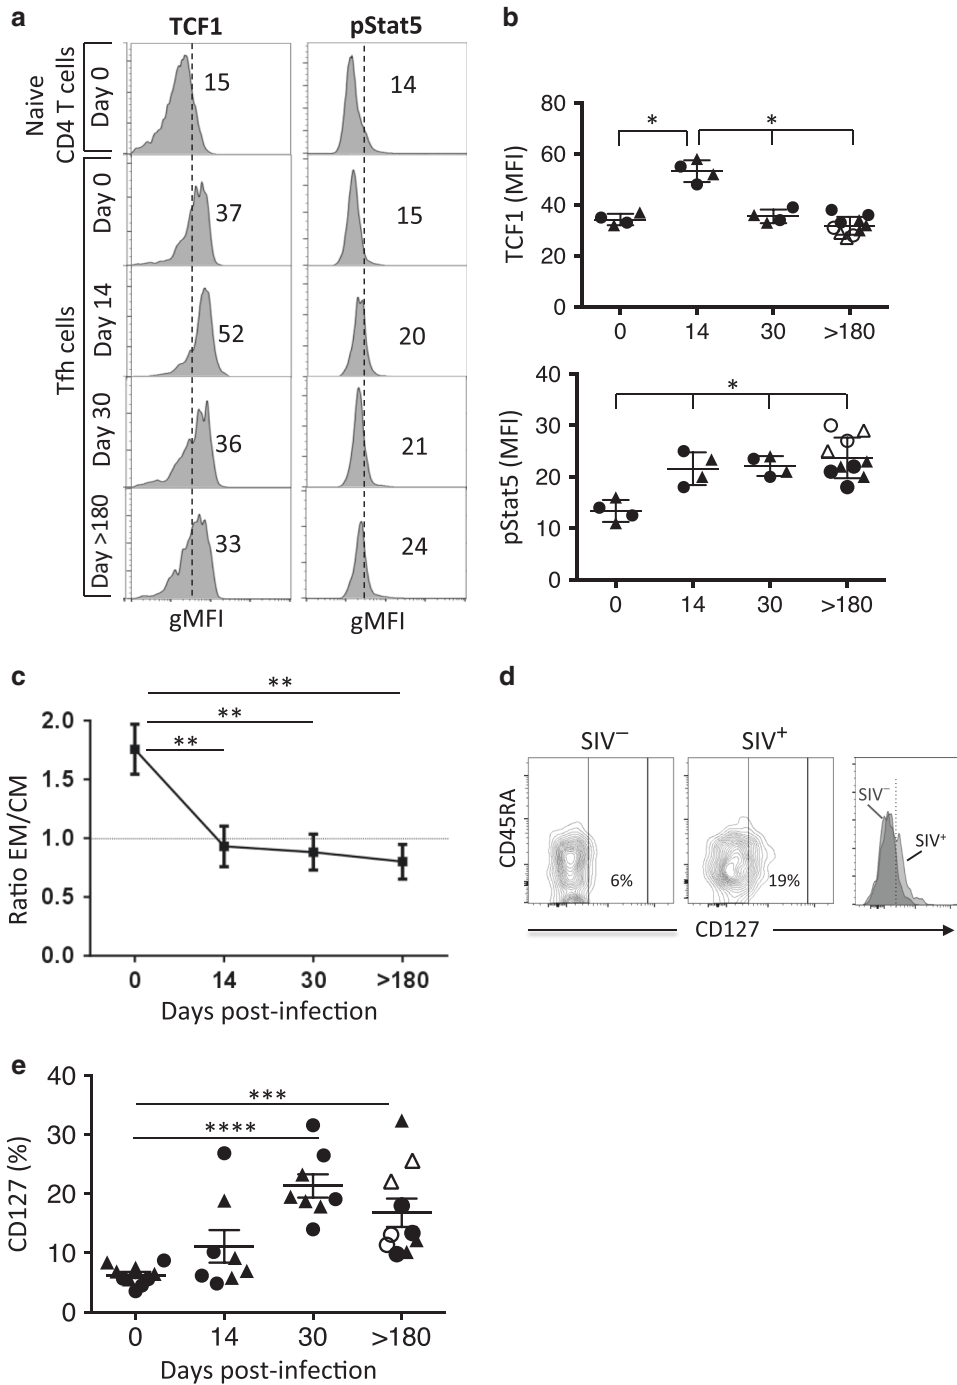 a
TCF1
pStat5
Naive
CD4 T cells
Day 0
15
14
Tfh cells
Day 0
37
15
Day 14
52
20
Day 30
36
21
Day >180
33
24
gMFI
gMFI
b
TCF1 (MFI)
80
60
40
20
0
*
*
0 14 30 >180
pStat5 (MFI)
40
30
20
10
0
*
0 14 30 >180
c
Ratio EM/CM
2.0
1.5
1.0
0.5
0.0
**
**
**
0 14 30 >180
Days post-infection
d
SIV−
SIV+
CD45RA
6%
19%
SIV−
SIV+
CD127
e
CD127 (%)
40
30
20
10
0
***
****
0 14 30 >180
Days post-infection